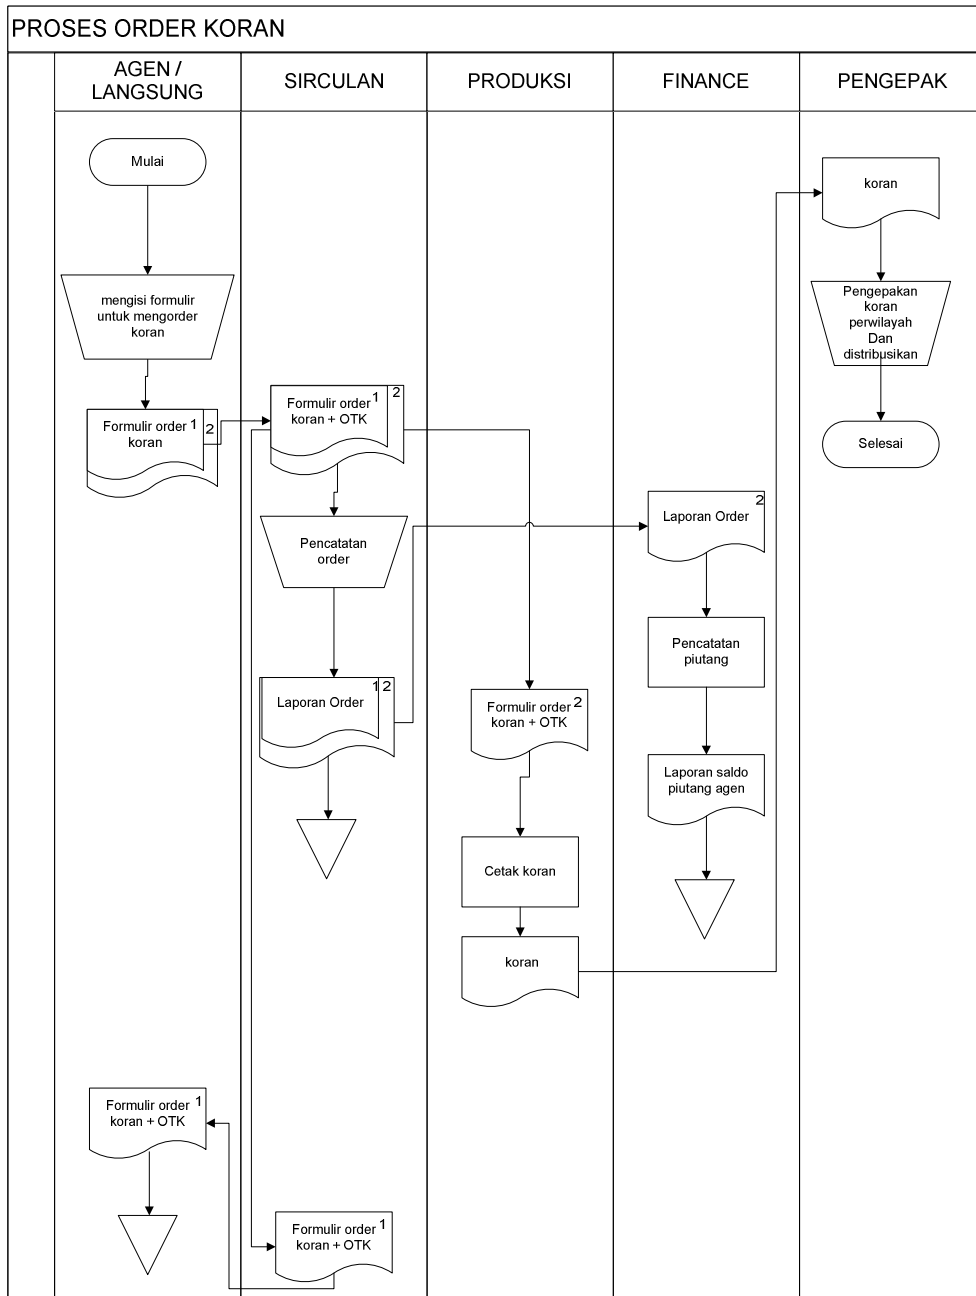 PROSES ORDER KORAN
AGEN /
LANGSUNG
SIRCULAN
PRODUKSI
FINANCE
PENGEPAK
Mulai
mengisi formulir
untuk mengorder
koran
Formulir order 1
koran
2
Formulir order 1
koran + OTK
2
Pencatatan
order
Laporan Order
1 2
Formulir order 1
koran + OTK
Formulir order 1
koran + OTK
Formulir order 2
koran + OTK
Cetak koran
koran
Laporan Order
2
Pencatatan
piutang
Laporan saldo
piutang agen
koran
Pengepakan
koran
perwilayah
Dan
distribusikan
Selesai